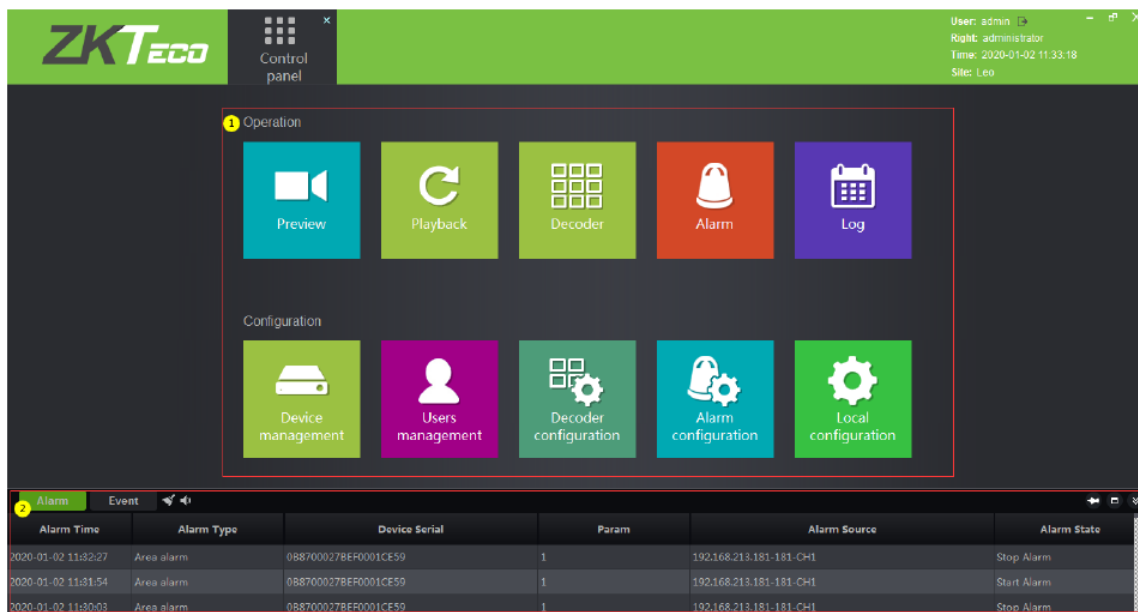 ZKTeco
Control
panel
User: admin
Right: administrator
Time: 2020-01-02 11:33:18
Site: Leo
1 Operation
Preview
Playback
Decoder
Alarm
Log
Configuration
Device
management
Users
management
Decoder
configuration
Alarm
configuration
Local
configuration
2 Alarm Event
Alarm Time Alarm Type Device Serial Param Alarm Source Alarm State
2020-01-02 11:32:27 Area alarm 0B8700027BEF0001CE59 1 192.168.213.181-181-CH1 Stop Alarm
2020-01-02 11:31:54 Area alarm 0B8700027BEF0001CE59 1 192.168.213.181-181-CH1 Start Alarm
2020-01-02 11:30:03 Area alarm 0B8700027BEF0001CE59 1 192.168.213.181-181-CH1 Stop Alarm